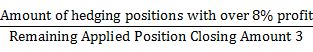 Amount of hedging positions with over 8% profit
Remaining Applied Position Closing Amount 3